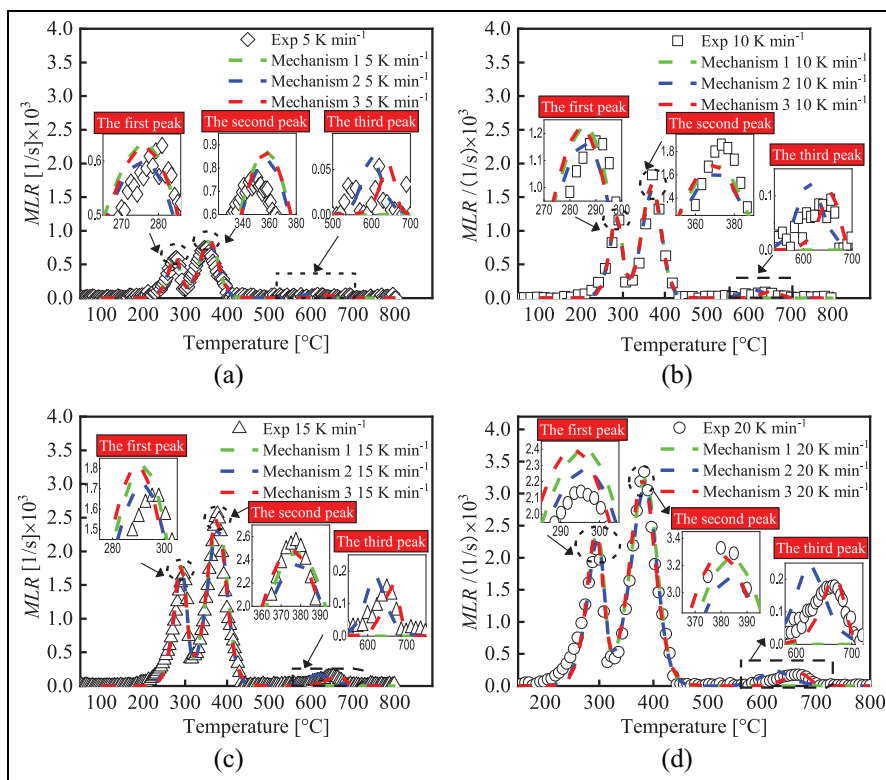 4.0
3.5
3.0
2.5
2.0
1.5
1.0
0.5
0.0
MLR [1/s]×10³
Exp 5 K min⁻¹
Mechanism 1 5 K min⁻¹
Mechanism 2 5 K min⁻¹
Mechanism 3 5 K min⁻¹
The first peak
0.6
0.5
270 280
The second peak
0.9
0.8
0.7
0.6
340 360 380
The third peak
0.05
0.00
500 600 700
100 200 300 400 500 600 700 800
Temperature [°C]
(a)
4.0
3.5
3.0
2.5
2.0
1.5
1.0
0.5
0.0
MLR / (1/s)×10³
Exp 10 K min⁻¹
Mechanism 1 10 K min⁻¹
Mechanism 2 10 K min⁻¹
Mechanism 3 10 K min⁻¹
The first peak
1.2
1.1
1.0
270 280 290 300
The second peak
1.8
1.6
1.4
360 380
The third peak
0.1
0.0
600 700
100 200 300 400 500 600 700 800
Temperature [°C]
(b)
4.0
3.5
3.0
2.5
2.0
1.5
1.0
0.5
0.0
MLR [1/s]×10³
Exp 15 K min⁻¹
Mechanism 1 15 K min⁻¹
Mechanism 2 15 K min⁻¹
Mechanism 3 15 K min⁻¹
The first peak
1.8
1.7
1.6
1.5
280 300
The second peak
2.6
2.4
2.2
2.0
360 370 380 390
The third peak
0.2
0.1
0.0
600 700
100 200 300 400 500 600 700 800
Temperature [°C]
(c)
4.0
3.5
3.0
2.5
2.0
1.5
1.0
0.5
0.0
MLR / (1/s)×10³
Exp 20 K min⁻¹
Mechanism 1 20 K min⁻¹
Mechanism 2 20 K min⁻¹
Mechanism 3 20 K min⁻¹
The first peak
2.4
2.3
2.2
2.1
2.0
290 300
The second peak
3.4
3.2
3.0
370 380 390
The third peak
0.2
0.1
0.0
600 700
200 300 400 500 600 700 800
Temperature [°C]
(d)